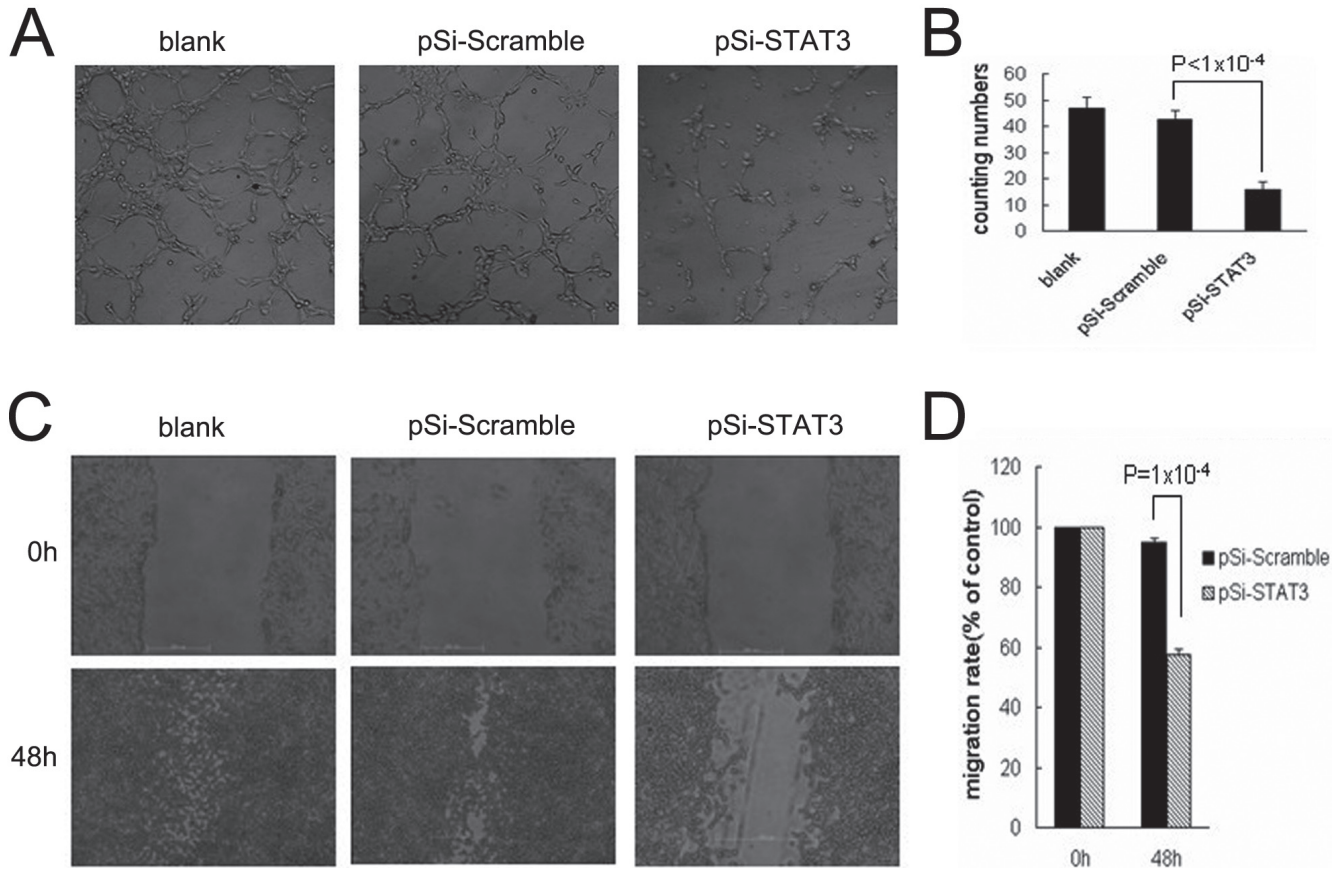 A
blank
pSi-Scramble
pSi-STAT3
B
P<1x10-4
counting numbers
60
50
40
30
20
10
0
blank
pSi-Scramble
pSi-STAT3
C
blank
pSi-Scramble
pSi-STAT3
0h
48h
D
migration rate(% of control)
120
100
80
60
40
20
0
P=1x10-4
pSi-Scramble
pSi-STAT3
0h
48h